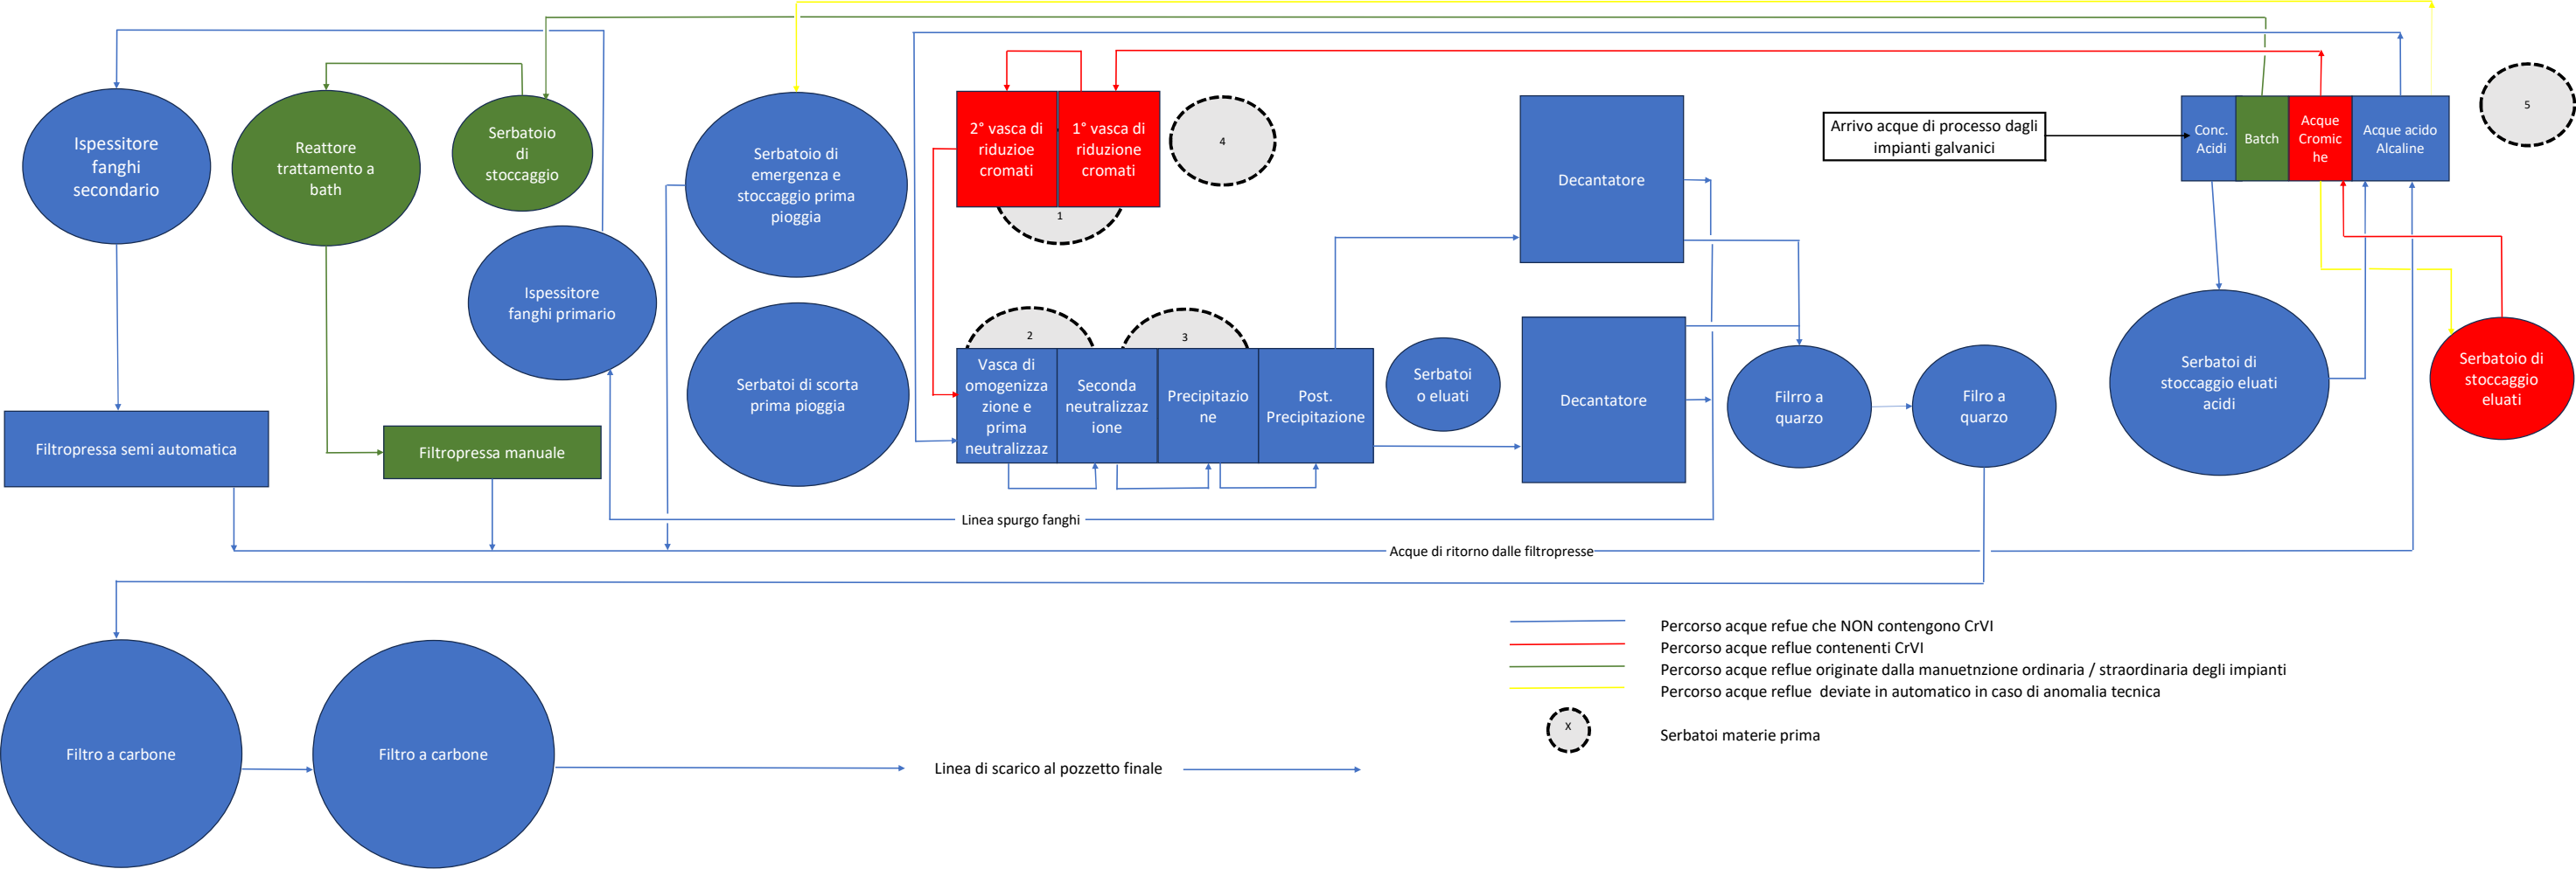 Ispessitore
fanghi
secondario
Reattore
trattamento a
bath
Serbatoio
di
stoccaggio
Ispessitore
fanghi primario
Filtropressa semi automatica
Filtropressa manuale
Serbatoio di
emergenza e
stoccaggio prima
pioggia
Serbatoi di scorta
prima pioggia
2° vasca di
riduzioe
cromati
1° vasca di
riduzione
cromati
4
1
2
3
Vasca di
omogenizza
zione e
prima
neutralizzaz
Seconda
neutralizzaz
ione
Precipitazio
ne
Post.
Precipitazione
Serbatoi
o eluati
Decantatore
Decantatore
Filrro a
quarzo
Filro a
quarzo
Arrivo acque di processo dagli
impianti galvanici
Conc.
Acidi
Batch
Acque
Cromic
he
Acque acido
Alcaline
5
Serbatoi di
stoccaggio eluati
acidi
Serbatoio di
stoccaggio
eluati
Linea spurgo fanghi
Acque di ritorno dalle filtropresse
Filtro a carbone
Filtro a carbone
Linea di scarico al pozzetto finale
Percorso acque refue che NON contengono CrVI
Percorso acque reflue contenenti CrVI
Percorso acque reflue originate dalla manuetnzione ordinaria / straordinaria degli impianti
Percorso acque reflue deviate in automatico in caso di anomalia tecnica
X
Serbatoi materie prima